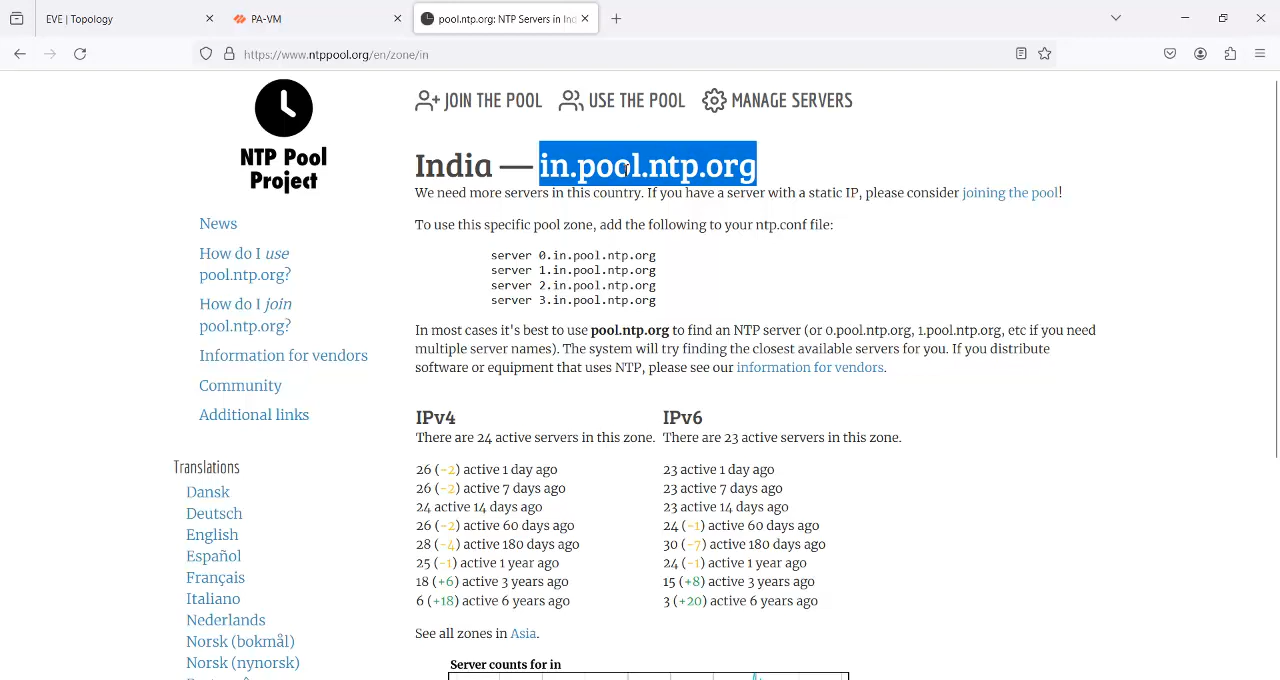 EVE | Topology
PA-VM
pool.ntp.org: NTP Servers in Ind
https://www.ntppool.org/en/zone/in
NTP Pool
Project
JOIN THE POOL
USE THE POOL
MANAGE SERVERS
India — in.pool.ntp.org
We need more servers in this country. If you have a server with a static IP, please consider joining the pool!
To use this specific pool zone, add the following to your ntp.conf file:
server 0.in.pool.ntp.org
server 1.in.pool.ntp.org
server 2.in.pool.ntp.org
server 3.in.pool.ntp.org
In most cases it's best to use pool.ntp.org to find an NTP server (or 0.pool.ntp.org, 1.pool.ntp.org, etc if you need
multiple server names). The system will try finding the closest available servers for you. If you distribute
software or equipment that uses NTP, please see our information for vendors.
IPv4
There are 24 active servers in this zone.
26 (-2) active 1 day ago
26 (-2) active 7 days ago
24 active 14 days ago
26 (-2) active 60 days ago
28 (-4) active 180 days ago
25 (-1) active 1 year ago
18 (+6) active 3 years ago
6 (+18) active 6 years ago
IPv6
There are 23 active servers in this zone.
23 active 1 day ago
23 active 7 days ago
23 active 14 days ago
24 (-1) active 60 days ago
30 (-7) active 180 days ago
24 (-1) active 1 year ago
15 (+8) active 3 years ago
3 (+20) active 6 years ago
See all zones in Asia.
Server counts for in
News
How do I use
pool.ntp.org?
How do I join
pool.ntp.org?
Information for vendors
Community
Additional links
Translations
Dansk
Deutsch
English
Español
Français
Italiano
Nederlands
Norsk (bokmål)
Norsk (nynorsk)